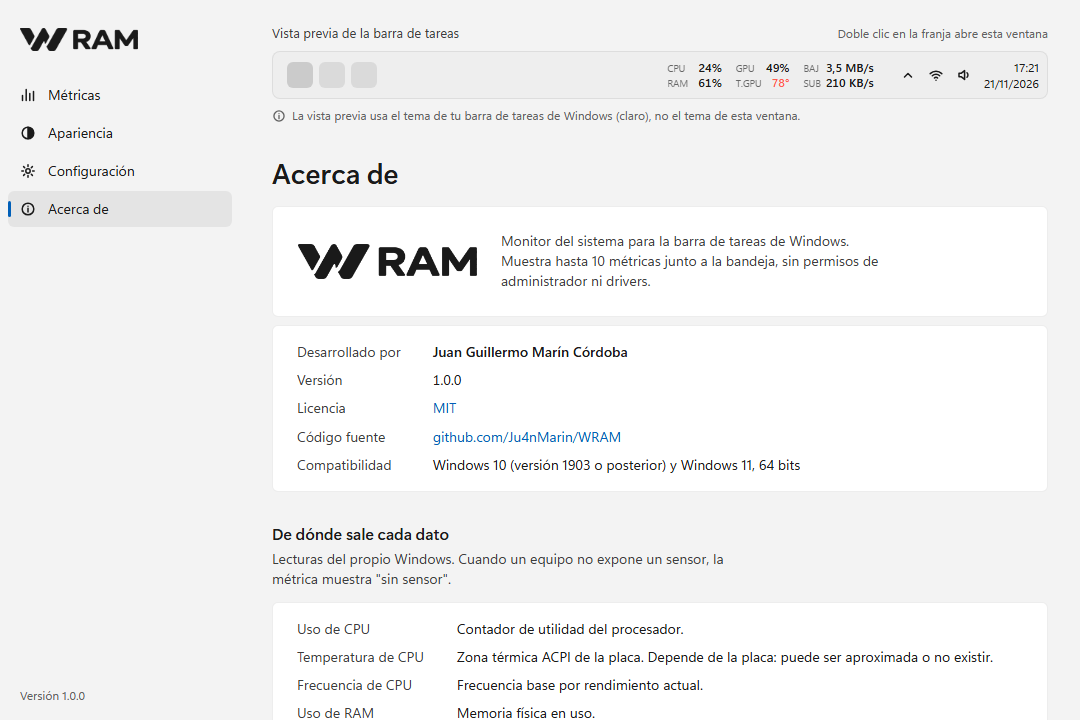 WRAM
Métricas
Apariencia
Configuración
Acerca de
Versión 1.0.0
Vista previa de la barra de tareas
Doble clic en la franja abre esta ventana
CPU 24% GPU 49% BAJ 3,5 MB/s
RAM 61% T.GPU 78° SUB 210 KB/s
17:21
21/11/2026
La vista previa usa el tema de tu barra de tareas de Windows (claro), no el tema de esta ventana.
Acerca de
WRAM
Monitor del sistema para la barra de tareas de Windows.
Muestra hasta 10 métricas junto a la bandeja, sin permisos de
administrador ni drivers.
Desarrollado por Juan Guillermo Marín Córdoba
Versión 1.0.0
Licencia MIT
Código fuente github.com/Ju4nMarin/WRAM
Compatibilidad Windows 10 (versión 1903 o posterior) y Windows 11, 64 bits
De dónde sale cada dato
Lecturas del propio Windows. Cuando un equipo no expone un sensor, la
métrica muestra "sin sensor".
Uso de CPU Contador de utilidad del procesador.
Temperatura de CPU Zona térmica ACPI de la placa. Depende de la placa: puede ser aproximada o no existir.
Frecuencia de CPU Frecuencia base por rendimiento actual.
Uso de RAM Memoria física en uso.